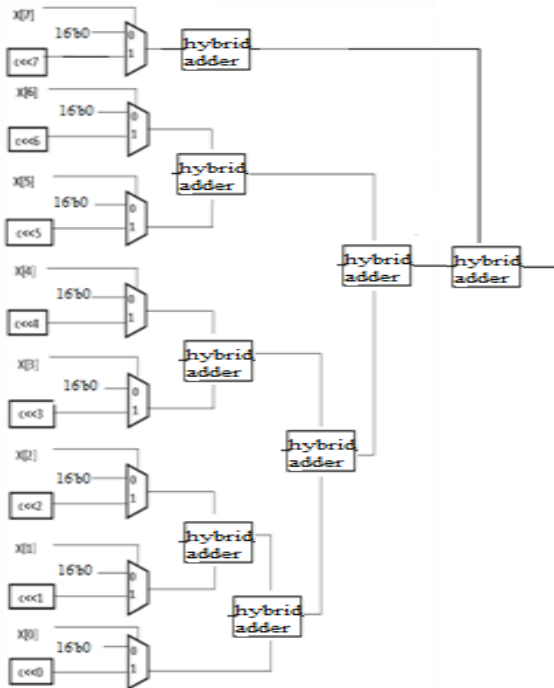 X[7]
16'b0
0
hybrid
adder
1
c<<7
X[6]
16'b0
0
1
c<<6
hybrid
adder
X[5]
16'b0
0
1
c<<5
hybrid
adder
hybrid
adder
X[4]
16'b0
0
1
c<<4
hybrid
adder
X[3]
16'b0
0
1
c<<3
hybrid
adder
X[2]
16'b0
0
1
c<<2
hybrid
adder
X[1]
16'b0
0
1
c<<1
hybrid
adder
X[0]
16'b0
0
1
c<<0